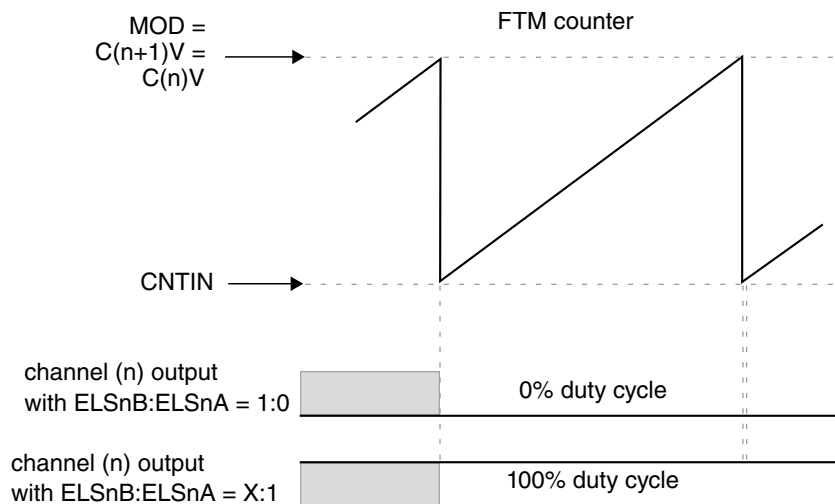 FTM counter
MOD =
C(n+1)V =
C(n)V
CNTIN
channel (n) output
with ELSnB:ELSnA = 1:0
0% duty cycle
channel (n) output
with ELSnB:ELSnA = X:1
100% duty cycle